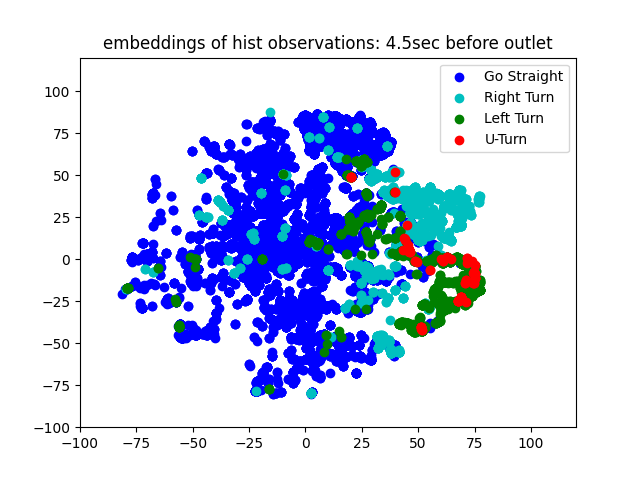 embeddings of hist observations: 4.5sec before outlet
Go Straight
Right Turn
Left Turn
U-Turn
100
75
50
25
0
−25
−50
−75
−100
−100 −75 −50 −25 0 25 50 75 100